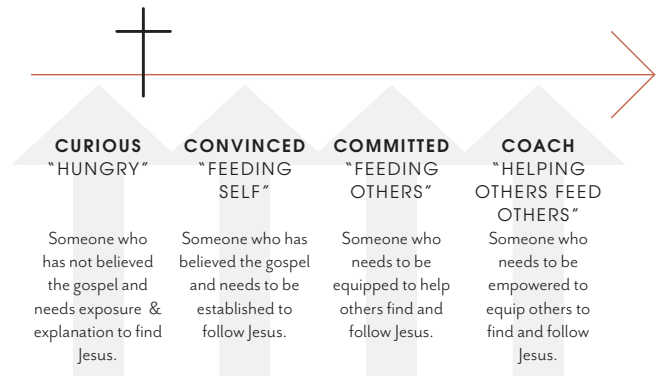 CURIOUS
"HUNGRY"
Someone who
has not believed
the gospel and
needs exposure &
explanation to find
Jesus.
CONVINCED
"FEEDING
SELF"
Someone who has
believed the gospel
and needs to be
established to
follow Jesus.
COMMITTED
"FEEDING
OTHERS"
Someone who
needs to be
equipped to help
others find and
follow Jesus.
COACH
"HELPING
OTHERS FEED
OTHERS"
Someone who
needs to be
empowered to
equip others to
find and follow
Jesus.